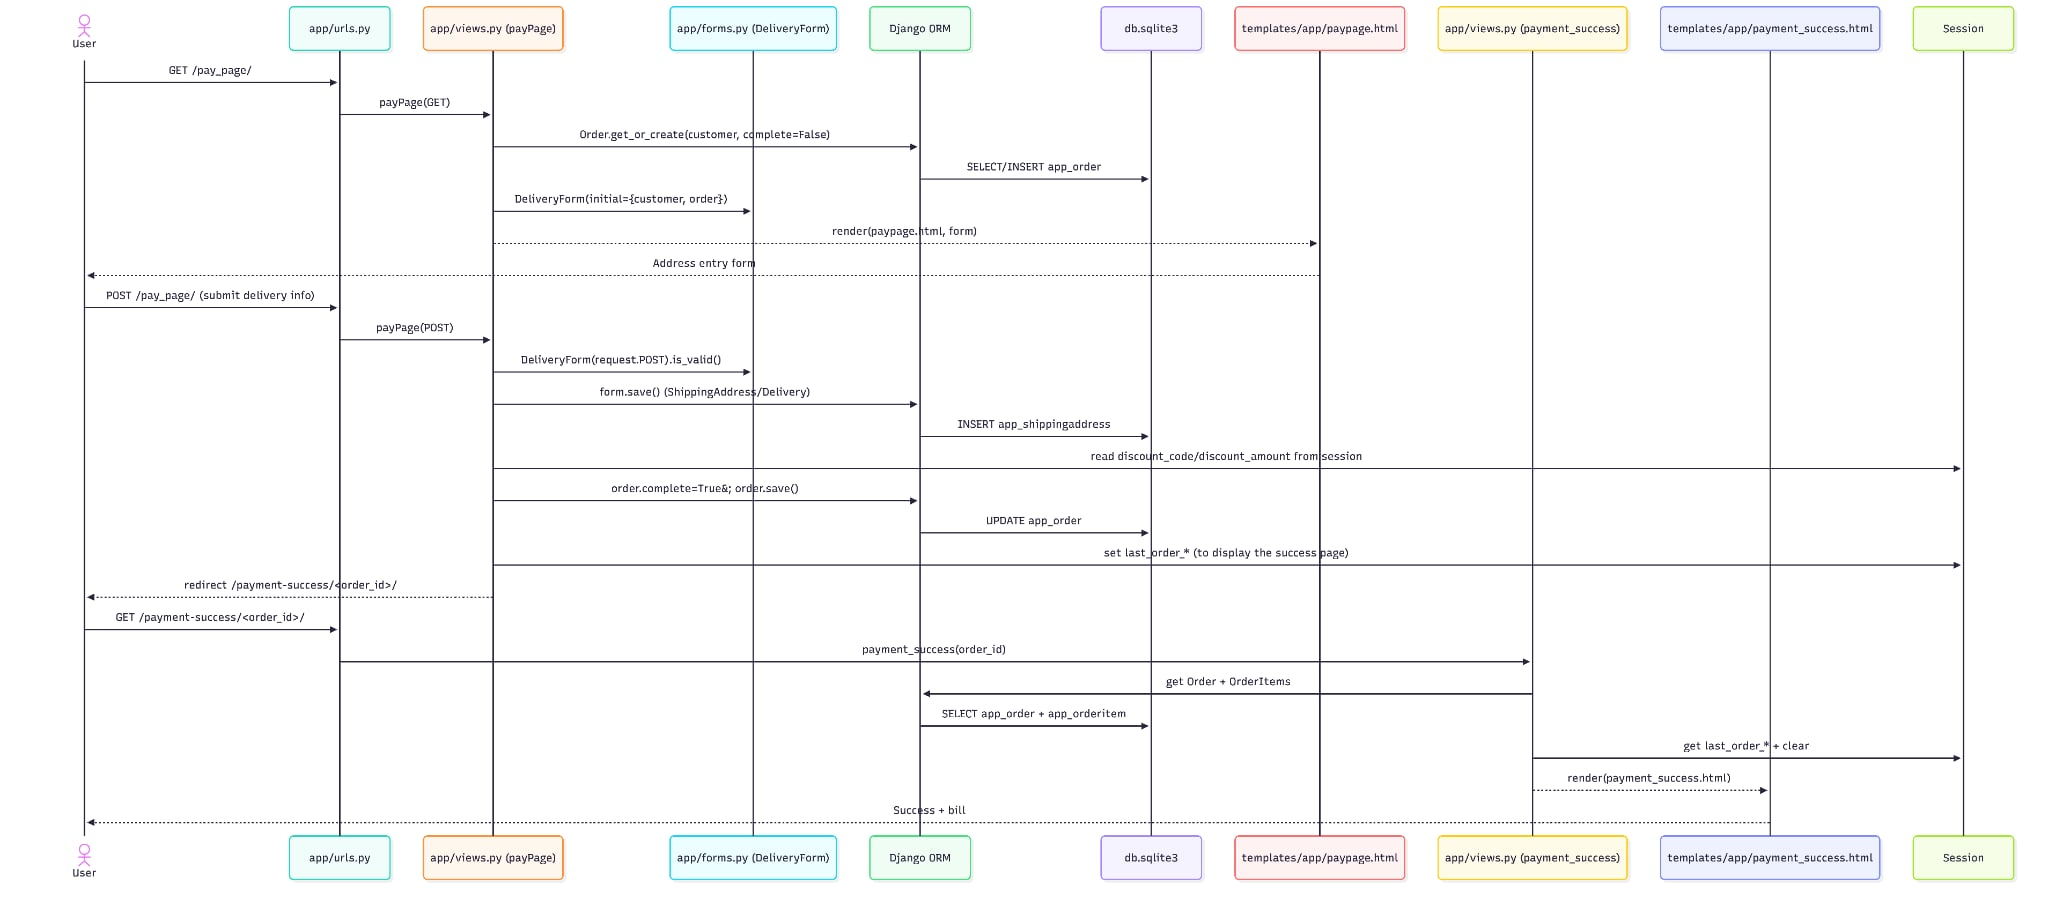 User
app/urls.py
app/views.py (payPage)
app/forms.py (DeliveryForm)
Django ORM
db.sqlite3
templates/app/paypage.html
app/views.py (payment_success)
templates/app/payment_success.html
Session
GET /pay_page/
payPage(GET)
Order.get_or_create(customer, complete=False)
SELECT/INSERT app_order
DeliveryForm(initial={customer, order})
render(paypage.html, form)
Address entry form
POST /pay_page/ (submit delivery info)
payPage(POST)
DeliveryForm(request.POST).is_valid()
form.save() (ShippingAddress/Delivery)
INSERT app_shippingaddress
read discount_code/discount_amount from session
order.complete=True&; order.save()
UPDATE app_order
set last_order_* (to display the success page)
redirect /payment-success/<order_id>/
GET /payment-success/<order_id>/
payment_success(order_id)
get Order + OrderItems
SELECT app_order + app_orderitem
get last_order_* + clear
render(payment_success.html)
Success + bill
User
app/urls.py
app/views.py (payPage)
app/forms.py (DeliveryForm)
Django ORM
db.sqlite3
templates/app/paypage.html
app/views.py (payment_success)
templates/app/payment_success.html
Session